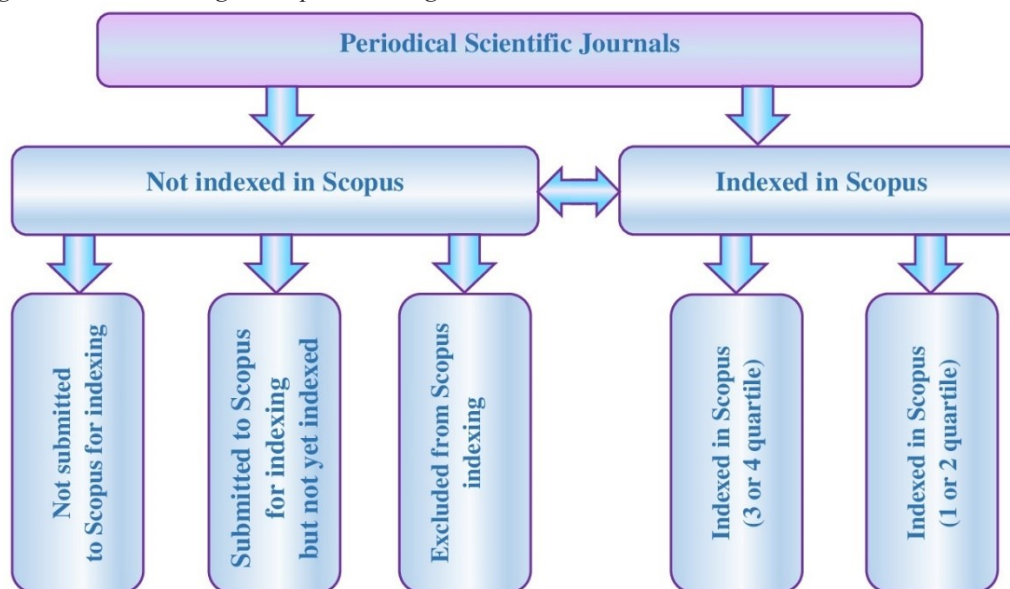 Periodical Scientific Journals
Not indexed in Scopus
Indexed in Scopus
Not submitted
to Scopus for indexing
Submitted to Scopus
for indexing
but not yet indexed
Excluded from Scopus
indexing
Indexed in Scopus
(3 or 4 quartile)
Indexed in Scopus
(1 or 2 quartile)